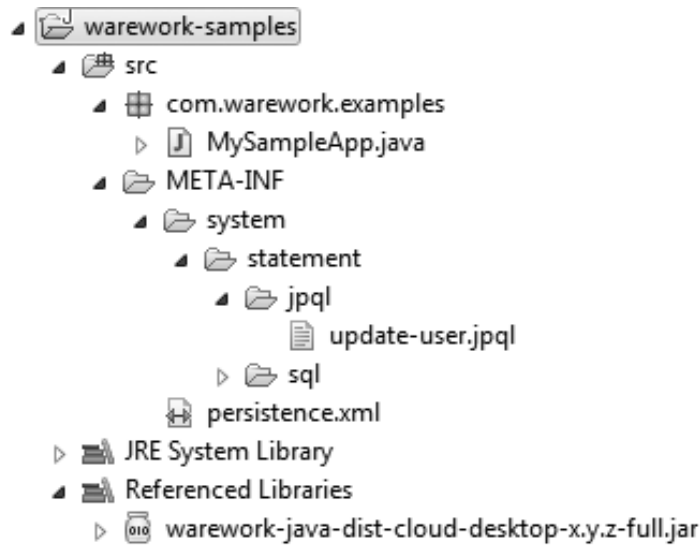 warework-samples
src
com.warework.examples
MySampleApp.java
META-INF
system
statement
jpql
update-user.jpql
sql
persistence.xml
JRE System Library
Referenced Libraries
warework-java-dist-cloud-desktop-x.y.z-full.jar